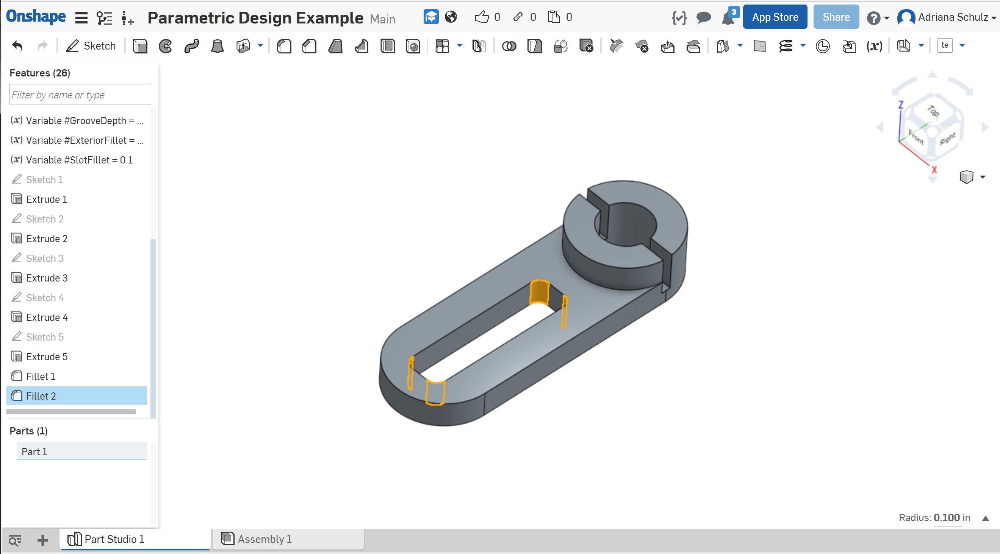 Onshape Parametric Design Example Main 0 0 0 3 App Store Share ? Adriana Schulz
Sketch (x) te
Features (26)
Filter by name or type
(x) Variable #GrooveDepth = ...
(x) Variable #ExteriorFillet = ...
(x) Variable #SlotFillet = 0.1
Sketch 1
Extrude 1
Sketch 2
Extrude 2
Sketch 3
Extrude 3
Sketch 4
Extrude 4
Sketch 5
Extrude 5
Fillet 1
Fillet 2
Parts (1)
Part 1
Z
Top
Y
Front
Right
X
Radius: 0.100 in
Part Studio 1
Assembly 1